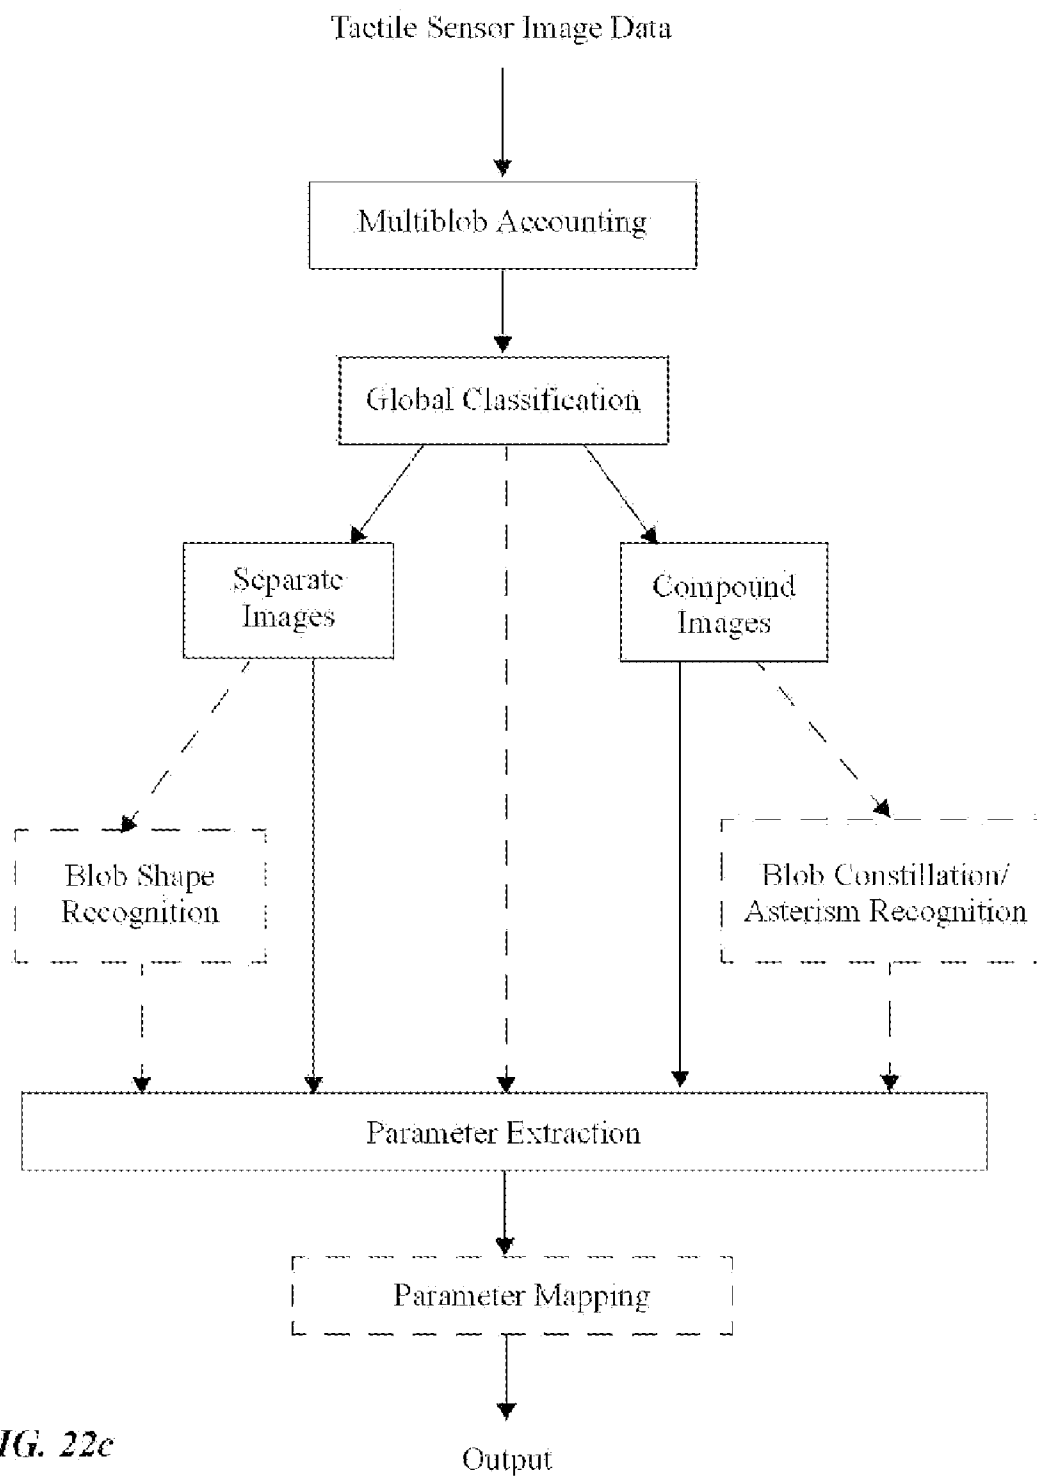 Tactile Sensor Image Data
Multiblob Accounting
Global Classification
Separate
Images
Compound
Images
Blob Shape
Recognition
Blob Constillation/
Asterism Recognition
Parameter Extraction
Parameter Mapping
IG. 22c
Output